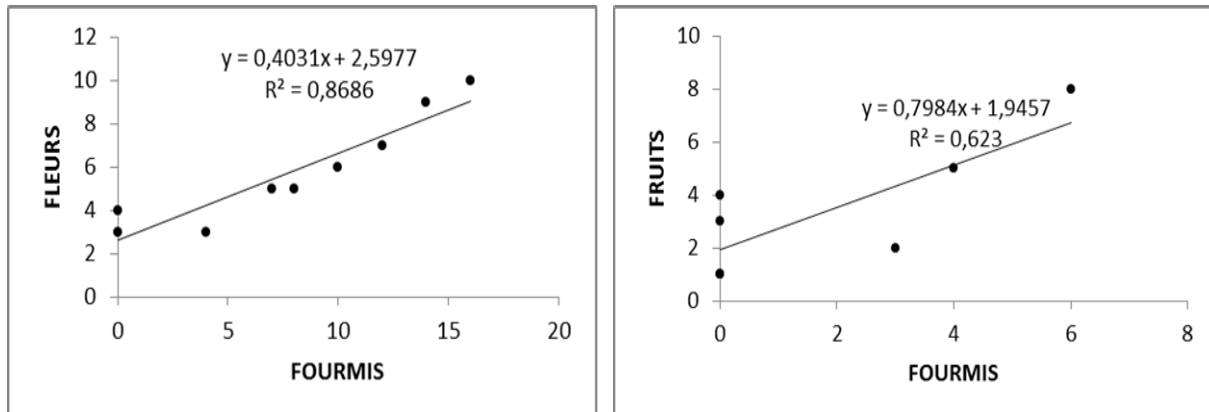 12
10
8
6
4
2
0
FLEURS
y = 0,4031x + 2,5977
R² = 0,8686
0 5 10 15 20
FOURMIS
10
8
6
4
2
0
FRUITS
y = 0,7984x + 1,9457
R² = 0,623
0 2 4 6 8
FOURMIS